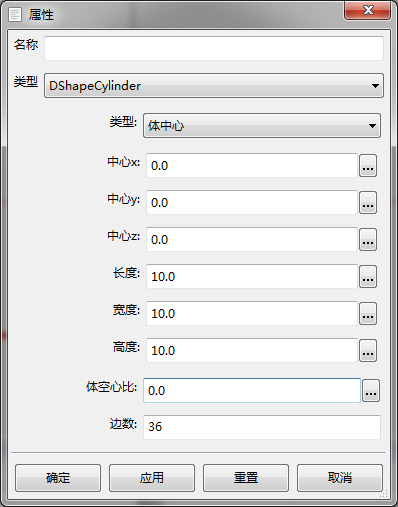 属性
名称
类型 DShapeCylinder
类型: 体中心
中心x: 0.0 ...
中心y: 0.0 ...
中心z: 0.0 ...
长度: 10.0 ...
宽度: 10.0 ...
高度: 10.0 ...
体空心比: 0.0 ...
边数: 36
确定 应用 重置 取消